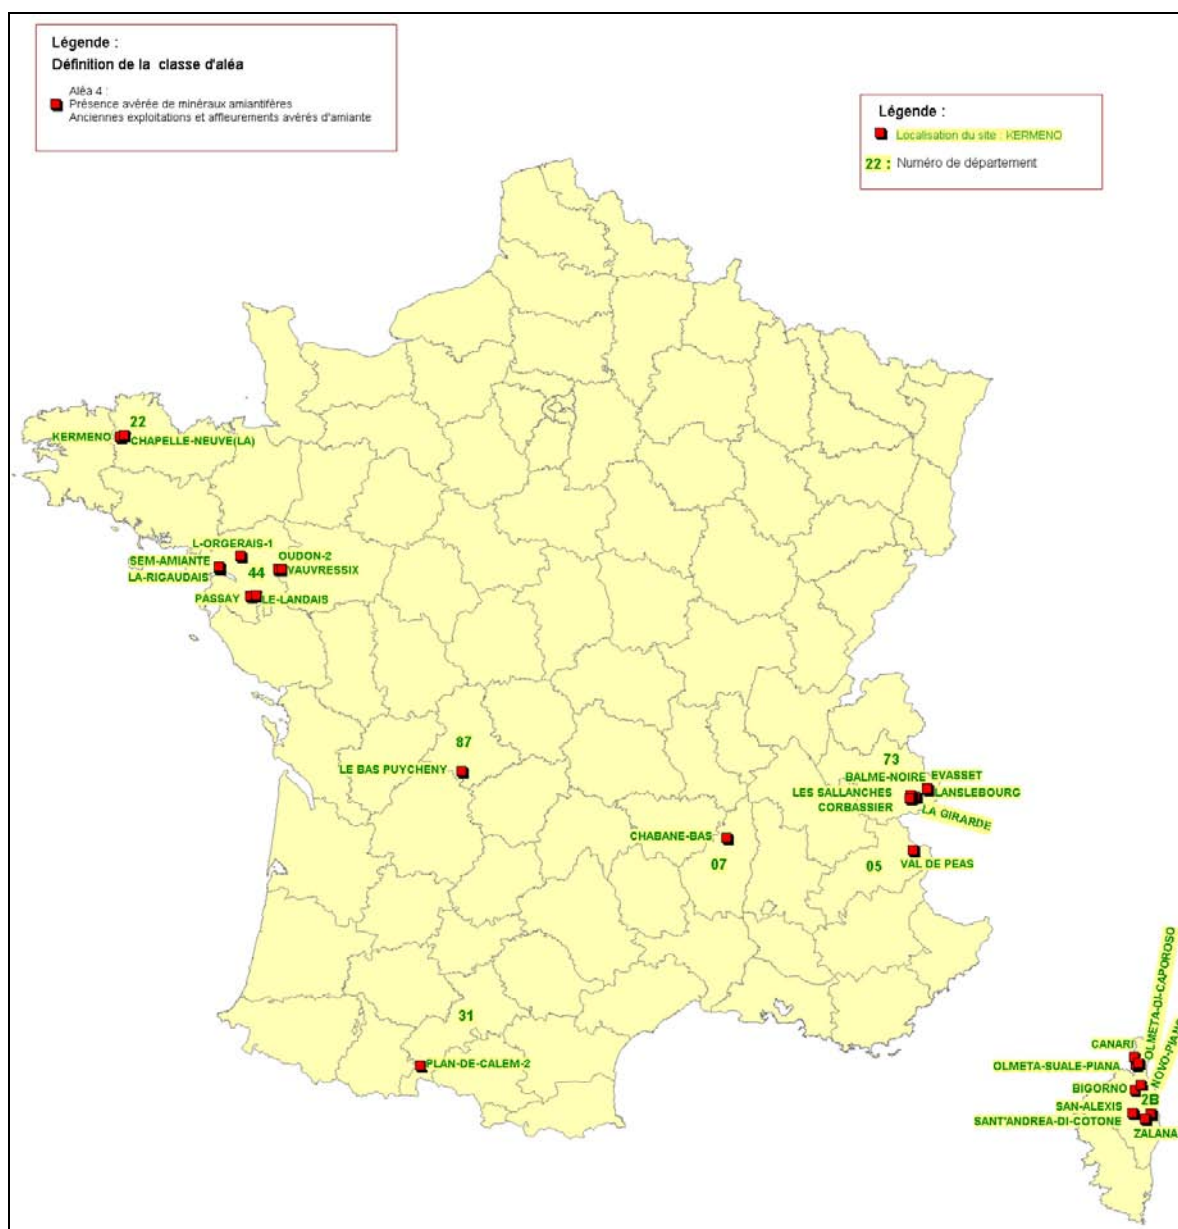 Légende :
Définition de la classe d'aléa
Aléa 4 :
Présence avérée de minéraux amiantifères
Anciennes exploitations et affleurements avérés d'amiante
Légende :
Localisation du site : KERMENO
22 : Numéro de département
22
KERMENO
CHAPELLE-NEUVE(LA)
L-ORGERAIS-1
SEM-AMIANTE
LA-RIGAUDAIS
44
OUDON-2
VAUVRESSIX
PASSAY
LE-LANDAIS
87
LE BAS PUYCHENY
73
BALME-NOIRE
EVASSET
LES SALLANCHES
LANSLEBOURG
CORBASSIER
LA GIRARDE
CHABANE-BAS
07
05
VAL DE PEAS
31
PLAN-DE-CALEM-2
OLMETA-DI-CAPOROSO
NOVO-PIANO
CANARI
OLMETA-SUALE-PIANA
BIGORNO
2B
SAN-ALEXIS
SANT'ANDREA-DI-COTONE
ZALANA